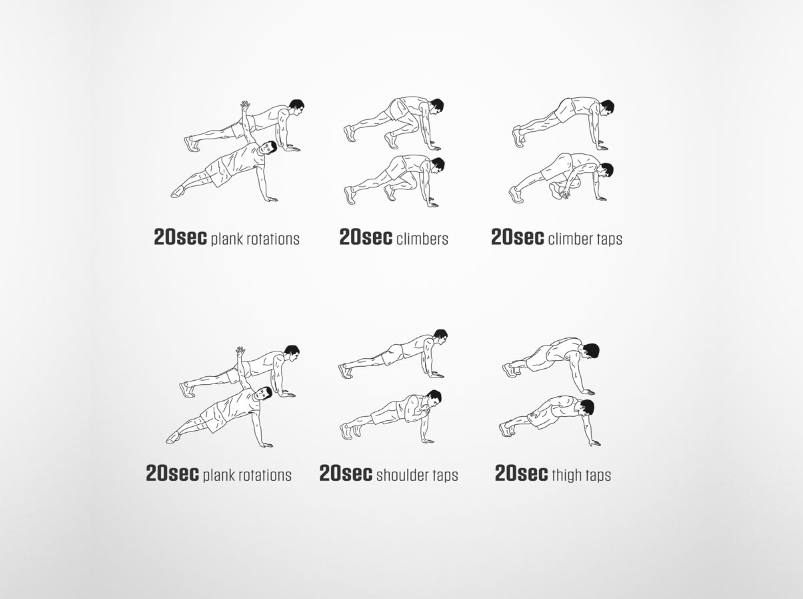 20sec plank rotations
20sec climbers
20sec climber taps
20sec plank rotations
20sec shoulder taps
20sec thigh taps